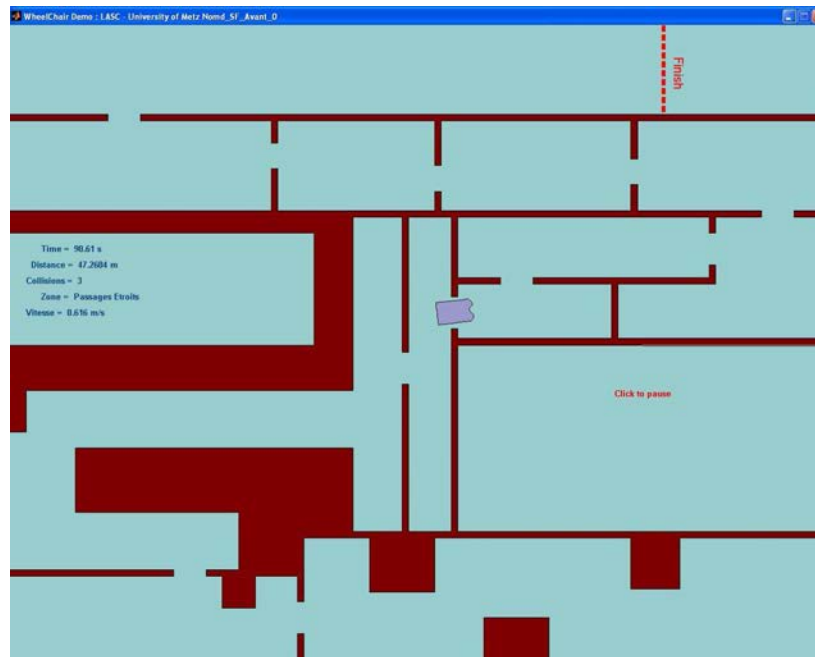 WheelChair Demo : LASC - University of Metz Nomd_SF_Avant_0
Finish
Time = 90.61 s
Distance = 47.2604 m
Collisions = 3
Zone = Passages Etroits
Vitesse = 0.616 m/s
Click to pause